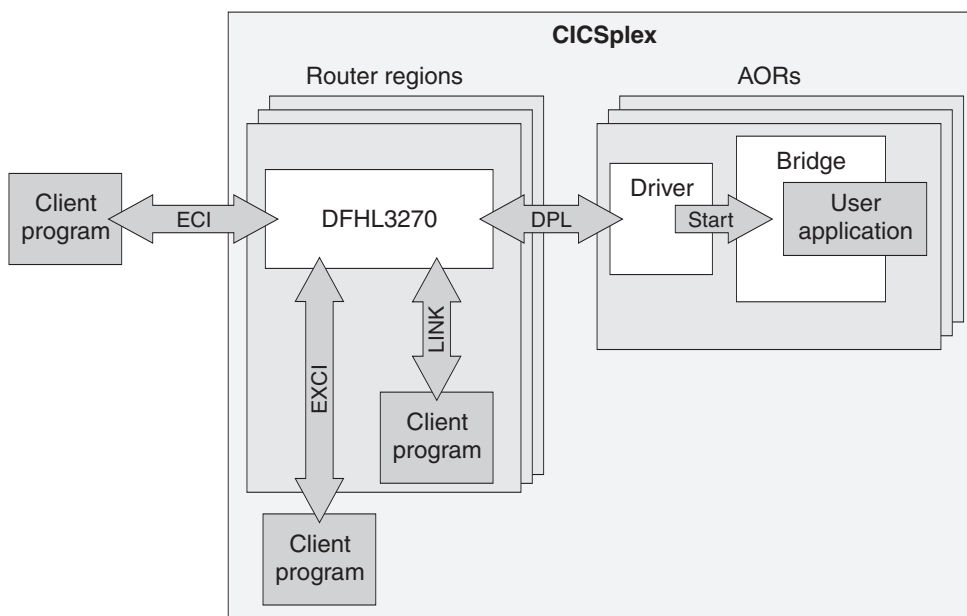 CICSplex
Router regions
AORs
Client
program
ECI
DFHL3270
DPL
Driver
Start
Bridge
User
application
EXCI
LINK
Client
program
Client
program